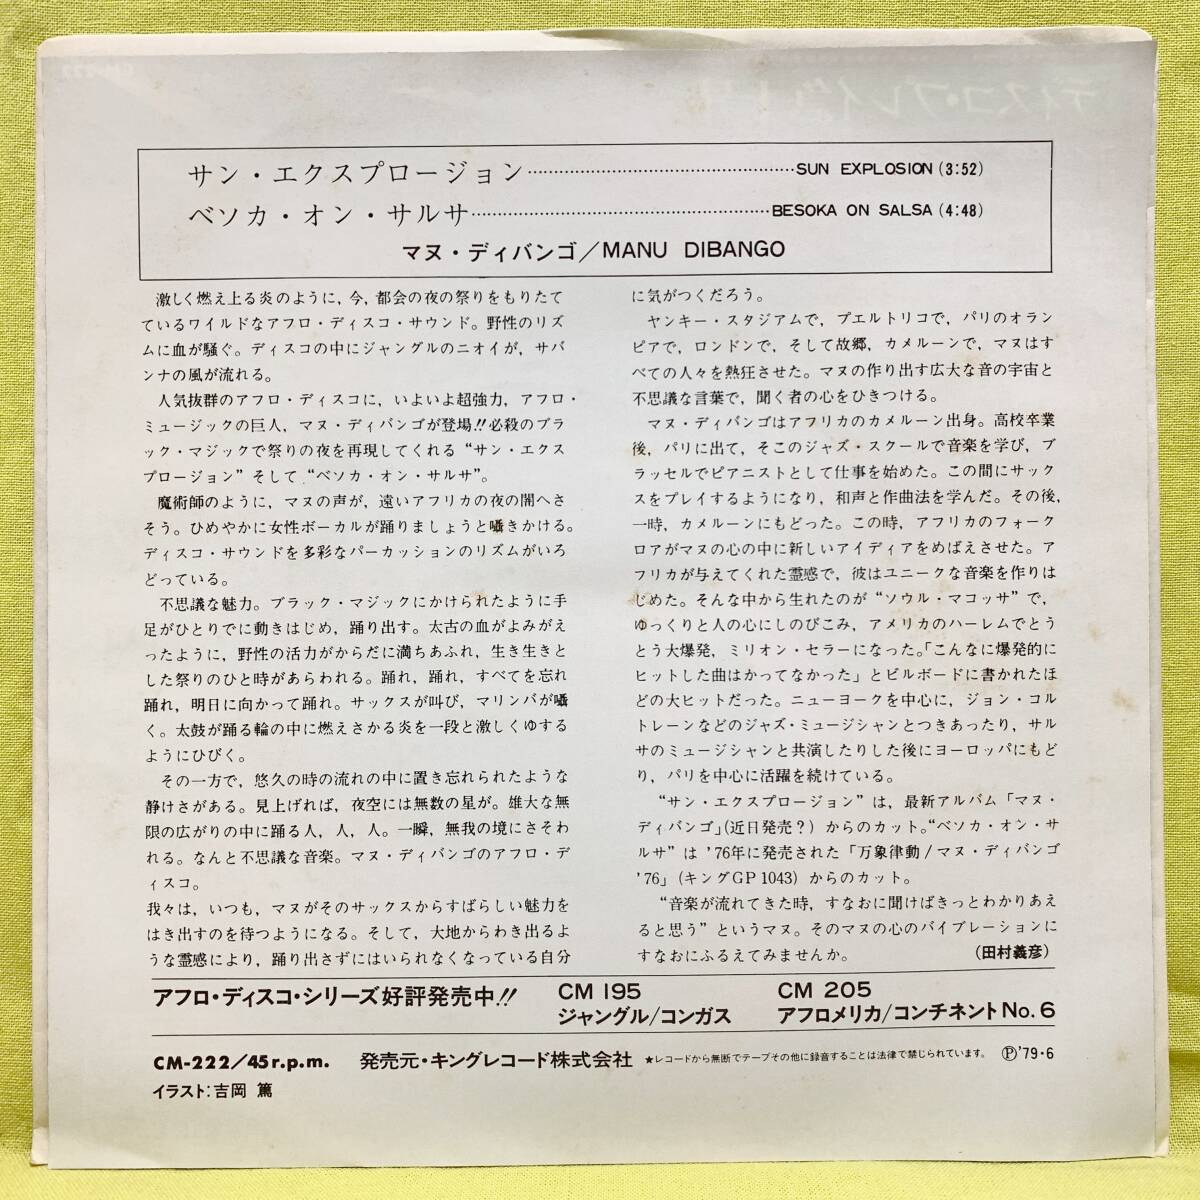 サン・エクスプロージョン……………………………………………SUN EXPLOSION (3:52)
ベソカ・オン・サルサ…………………………………………………BESOKA ON SALSA (4:48)
マヌ・ディバンゴ／MANU DIBANGO
激しく燃え上る炎のように，今，都会の夜の祭りをもりたて
ているワイルドなアフロ・ディスコ・サウンド。野性のリズ
ムに血が騒ぐ。ディスコの中にジャングルのニオイが，サバ
ンナの風が流れる。
人気抜群のアフロ・ディスコに，いよいよ超強力，アフロ・
ミュージックの巨人，マヌ・ディバンゴが登場!! 必殺のブラ
ック・マジックで祭りの夜を再現してくれる “サン・エクス
プロージョン” そして “ベソカ・オン・サルサ”。
魔術師のように，マヌの声が，遠いアフリカの夜の闇へさ
そう。ひめやかに女性ボーカルが踊りましょうと囁きかける。
ディスコ・サウンドを多彩なパーカッションのリズムがいろ
どっている。
不思議な魅力。ブラック・マジックにかけられたように手
足がひとりでに動きはじめ，踊り出す。太古の血がよみがえ
ったように，野性の活力がからだに満ちあふれ，生き生きと
した祭りのひと時があらわれる。踊れ，踊れ，すべてを忘れ
踊れ，明日に向かって踊れ。サックスが叫び，マリンバが囁
く。太鼓が踊る輪の中に燃えさかる炎を一段と激しくゆする
ようにひびく。
その一方で，悠久の時の流れの中に置き忘れられたような
静けさがある。見上げれば，夜空には無数の星が。雄大な無
限の広がりの中に踊る人，人，人。一瞬，無我の境にさそわ
れる。なんと不思議な音楽。マヌ・ディバンゴのアフロ・デ
ィスコ。
我々は，いつも，マヌがそのサックスからすばらしい魅力を
はき出すのを待つようになる。そして，大地からわき出るよ
うな霊感により，踊り出さずにはいられなくなっている自分
に気がつくだろう。
ヤンキー・スタジアムで，プエルトリコで，パリのオラン
ピアで，ロンドンで，そして故郷，カメルーンで，マヌはす
べての人々を熱狂させた。マヌの作り出す広大な音の宇宙と
不思議な言葉で，聞く者の心をひきつける。
マヌ・ディバンゴはアフリカのカメルーン出身。高校卒業
後，パリに出て，そこのジャズ・スクールで音楽を学び，ブ
ラッセルでピアニストとして仕事を始めた。この間にサック
スをプレイするようになり，和声と作曲法を学んだ。その後，
一時，カメルーンにもどった。この時，アフリカのフォーク
ロアがマヌの心の中に新しいアイディアをめばえさせた。ア
フリカが与えてくれた霊感で，彼はユニークな音楽を作りは
じめた。そんな中から生れたのが “ソウル・マコッサ” で，
ゆっくりと人の心にしのびこみ，アメリカのハーレムでとう
とう大爆発，ミリオン・セラーになった。「こんなに爆発的に
ヒットした曲はかってなかった」とビルボードに書かれたほ
どの大ヒットだった。ニューヨークを中心に，ジョン・コル
トレーンなどのジャズ・ミュージシャンとつきあったり，サル
サのミュージシャンと共演したりした後にヨーロッパにもど
り，パリを中心に活躍を続けている。
“サン・エクスプロージョン” は，最新アルバム「マヌ・
ディバンゴ」(近日発売？) からのカット。“ベソカ・オン・サ
ルサ” は ’76年に発売された「万象律動／マヌ・ディバンゴ
’76」(キングGP 1043) からのカット。
“音楽が流れてきた時，すなおに聞けばきっとわかりあえ
ると思う” というマヌ。そのマヌの心のバイブレーションに
すなおにふるえてみませんか。 (田村義彦)
アフロ・ディスコ・シリーズ好評発売中!! CM 195 CM 205
ジャングル／コンガス アフロメリカ／コンチネント No. 6
CM-222／45 r.p.m. 発売元・キングレコード株式会社 ★レコードから無断でテープその他に録音することは法律で禁じられています。 Ⓟ’79・6
イラスト：吉岡 篤